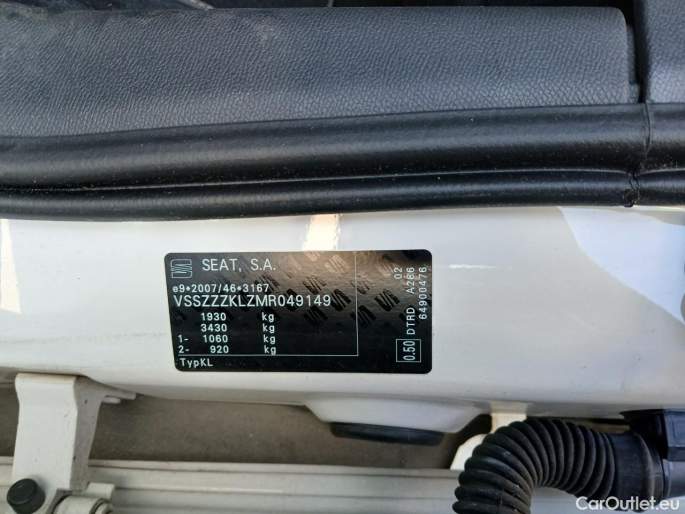 SEAT, S.A.
e9*2007/46*3167
VSSZZZKLZMR049149
1930 kg
3430 kg
1- 1060 kg
2- 920 kg
TypKL
0.50 DTRD A286 02
64900476
CarOutlet.eu